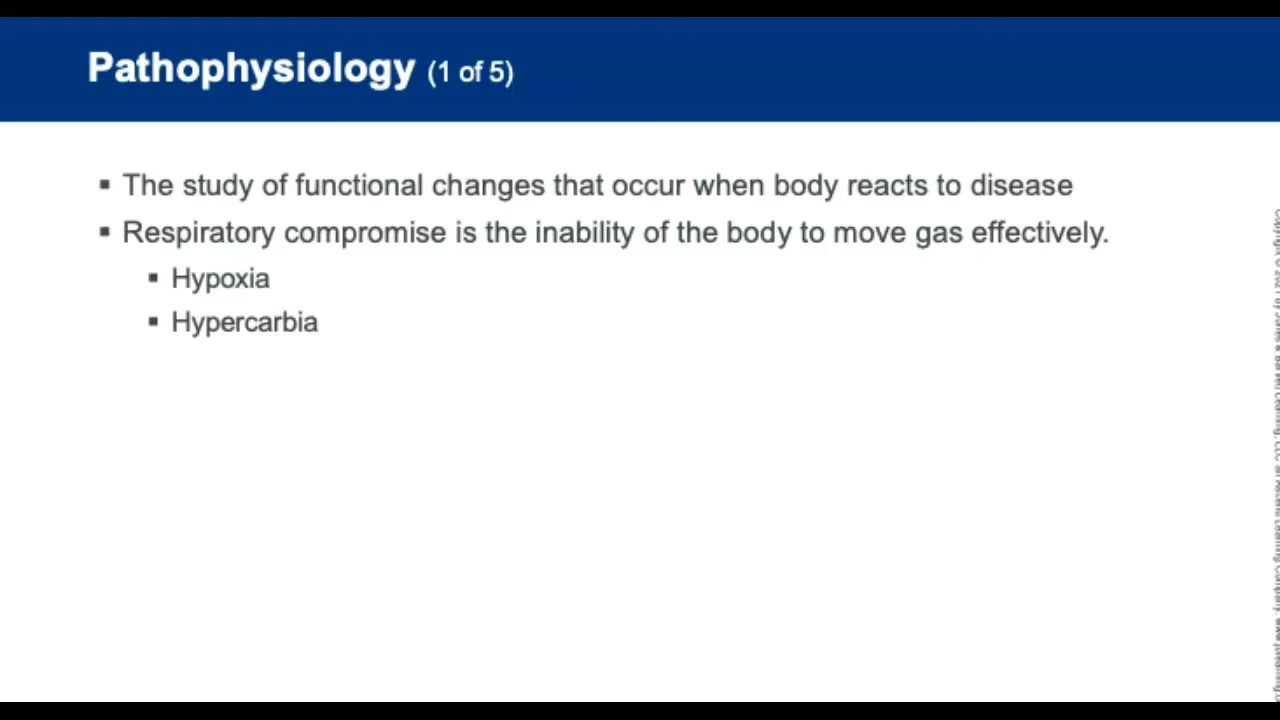 Pathophysiology (1 of 5)
▪ The study of functional changes that occur when body reacts to disease
▪ Respiratory compromise is the inability of the body to move gas effectively.
▪ Hypoxia
▪ Hypercarbia